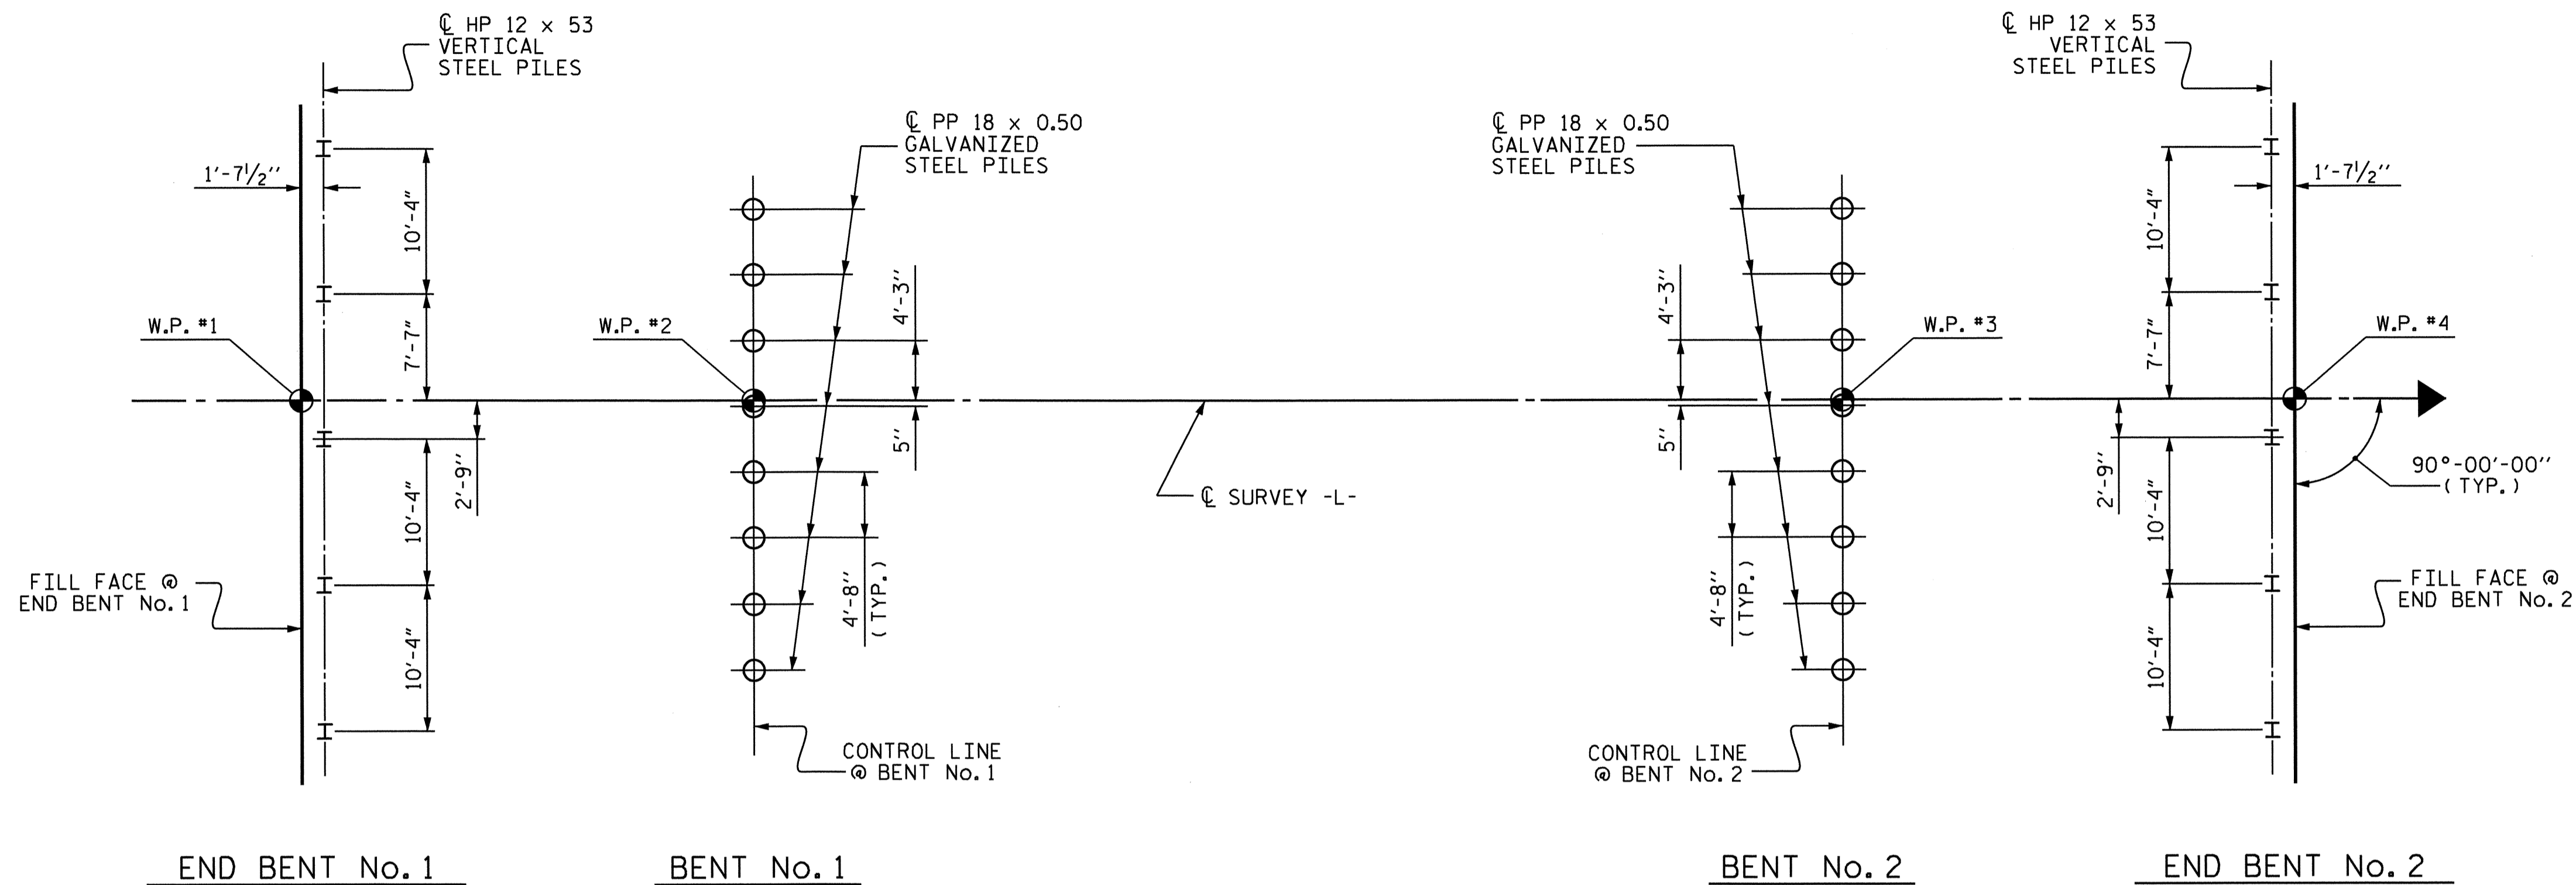 ℄ HP 12 x 53
VERTICAL
STEEL PILES
℄ PP 18 x 0.50
GALVANIZED
STEEL PILES
1'-7½''
10'-4"
7'-7"
W.P. #1
W.P. #2
4'-3''
5''
2'-9''
10'-4"
10'-4"
4'-8''
(TYP.)
FILL FACE @
END BENT No. 1
CONTROL LINE
@ BENT No. 1
℄ SURVEY -L-
℄ PP 18 x 0.50
GALVANIZED
STEEL PILES
℄ HP 12 x 53
VERTICAL
STEEL PILES
4'-3''
5''
4'-8''
(TYP.)
W.P. #3
W.P. #4
10'-4"
7'-7"
1'-7½''
2'-9''
10'-4"
10'-4"
90°-00'-00''
(TYP.)
CONTROL LINE
@ BENT No. 2
FILL FACE @
END BENT No. 2
END BENT No. 1
BENT No. 1
BENT No. 2
END BENT No. 2